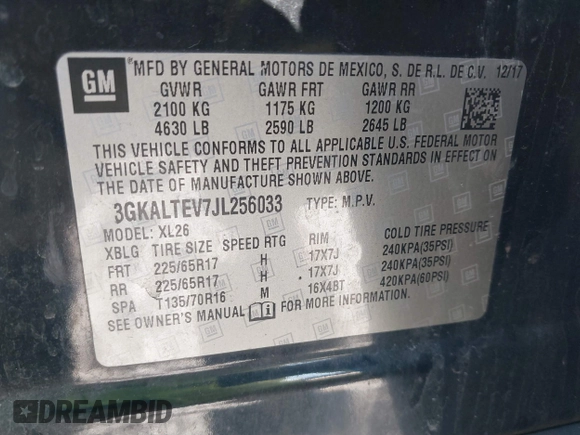 GM
*MFD BY GENERAL MOTORS DE MEXICO, S. DE R.L. DE C.V. 12/17
GVWR GAWR FRT GAWR RR
2100 KG 1175 KG 1200 KG
4630 LB 2590 LB 2645 LB
THIS VEHICLE CONFORMS TO ALL APPLICABLE U.S. FEDERAL MOTOR
VEHICLE SAFETY AND THEFT PREVENTION STANDARDS IN EFFECT ON
THE DATE OF MANUFACTURE SHOWN ABOVE.
3GKALTEV7JL256033 TYPE: M.P.V.
MODEL: XL26
XBLG TIRE SIZE SPEED RTG RIM COLD TIRE PRESSURE
FRT 225/65R17 H 17X7J 240KPA(35PSI)
RR 225/65R17 H 17X7J 240KPA(35PSI)
SPA T135/70R16 M 16X4BT 420KPA(60PSI)
SEE OWNER'S MANUAL FOR MORE INFORMATION.
DREAMBID